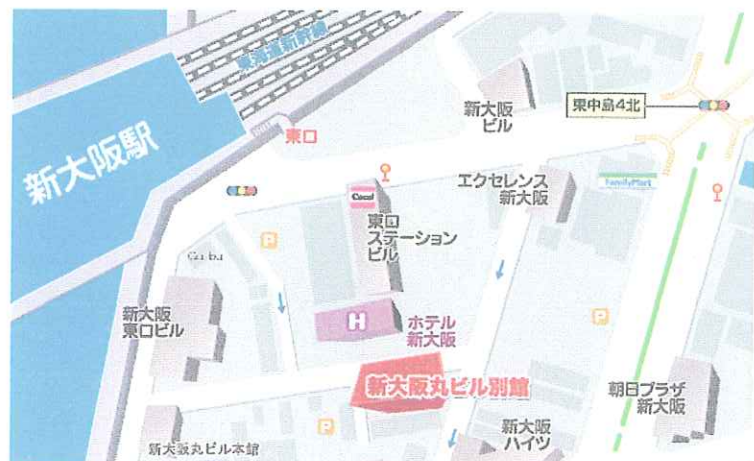 東海道新幹線
新大阪駅
東口
新大阪
ビル
東中島4北
エクセレンス
新大阪
FamilyMart
P
東口
ステーション
ビル
新大阪
東口ビル
H
ホテル
新大阪
P
新大阪丸ビル別館
朝日プラザ
新大阪
P
新大阪
ハイツ
新大阪丸ビル本館